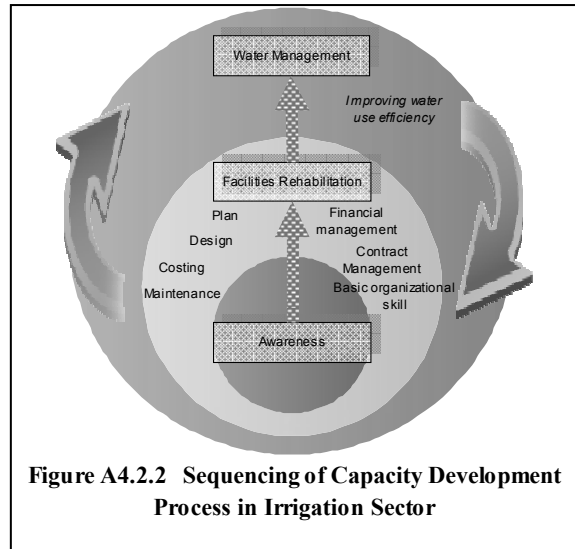 Water Management
Improving water
use efficiency
Facilities Rehabilitation
Plan
Design
Costing
Maintenance
Financial
management
Contract
Management
Basic organizational
skill
Awareness
Figure A4.2.2 Sequencing of Capacity Development
Process in Irrigation Sector